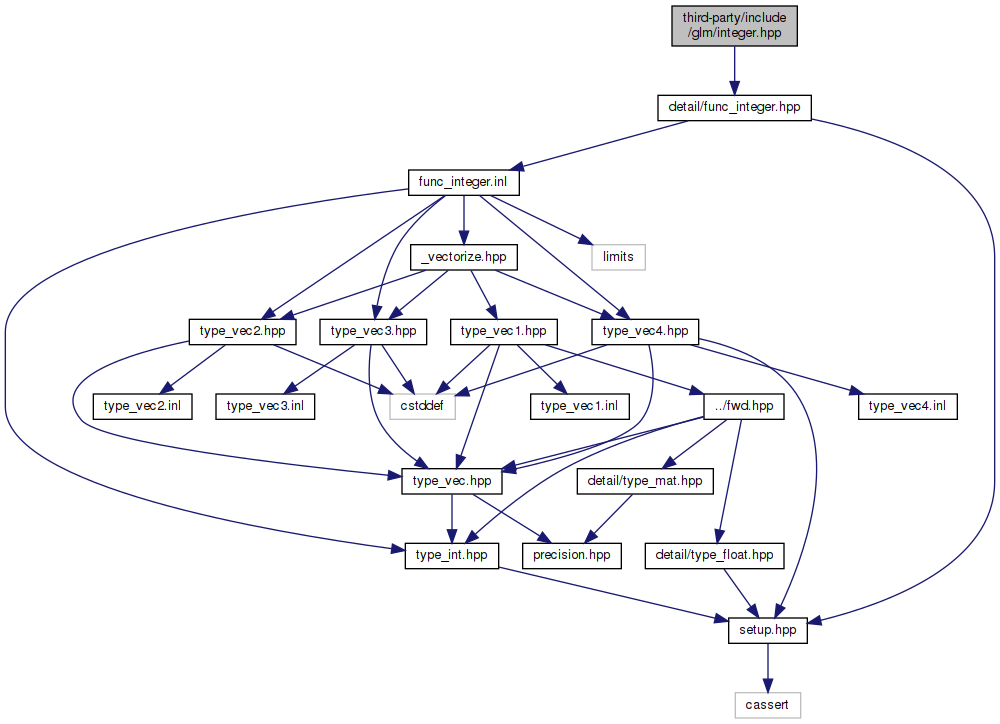 third-party/include
/glm/integer.hpp
detail/func_integer.hpp
func_integer.inl
_vectorize.hpp
limits
type_vec2.hpp
type_vec3.hpp
type_vec1.hpp
type_vec4.hpp
type_vec2.inl
type_vec3.inl
cstddef
type_vec1.inl
../fwd.hpp
type_vec4.inl
type_vec.hpp
detail/type_mat.hpp
type_int.hpp
precision.hpp
detail/type_float.hpp
setup.hpp
cassert